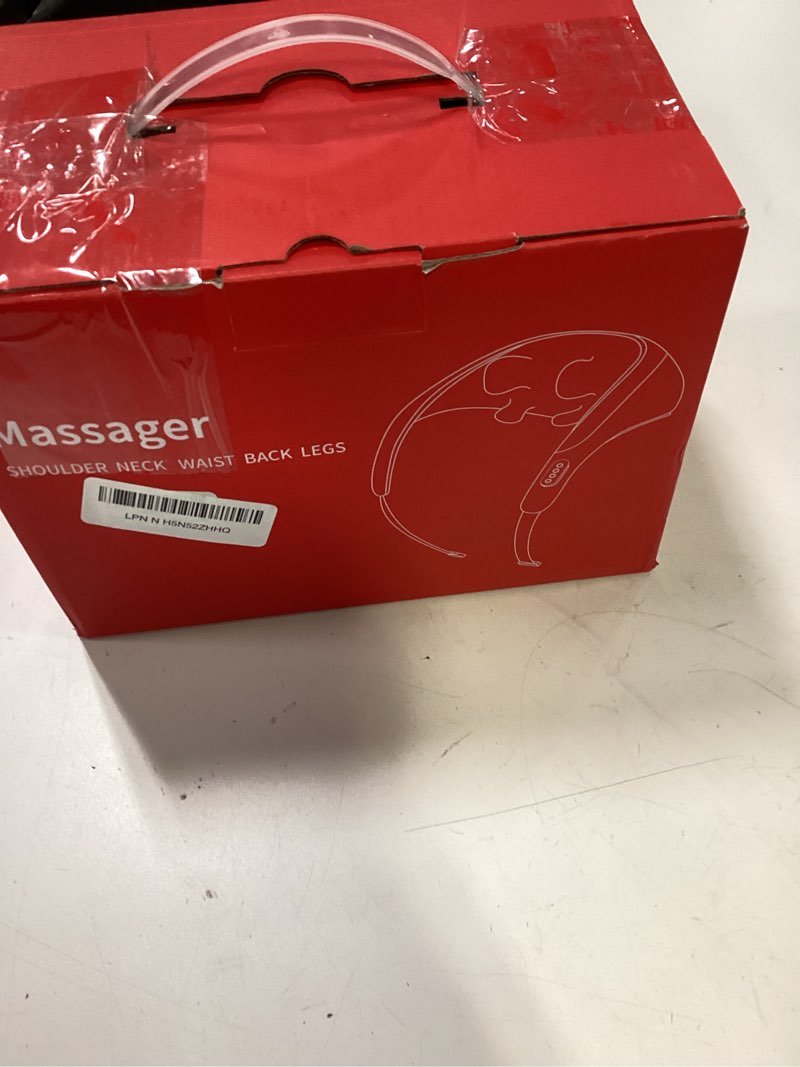 Massager
SHOULDER NECK WAIST BACK LEGS
LPN N H5N52ZHHQ